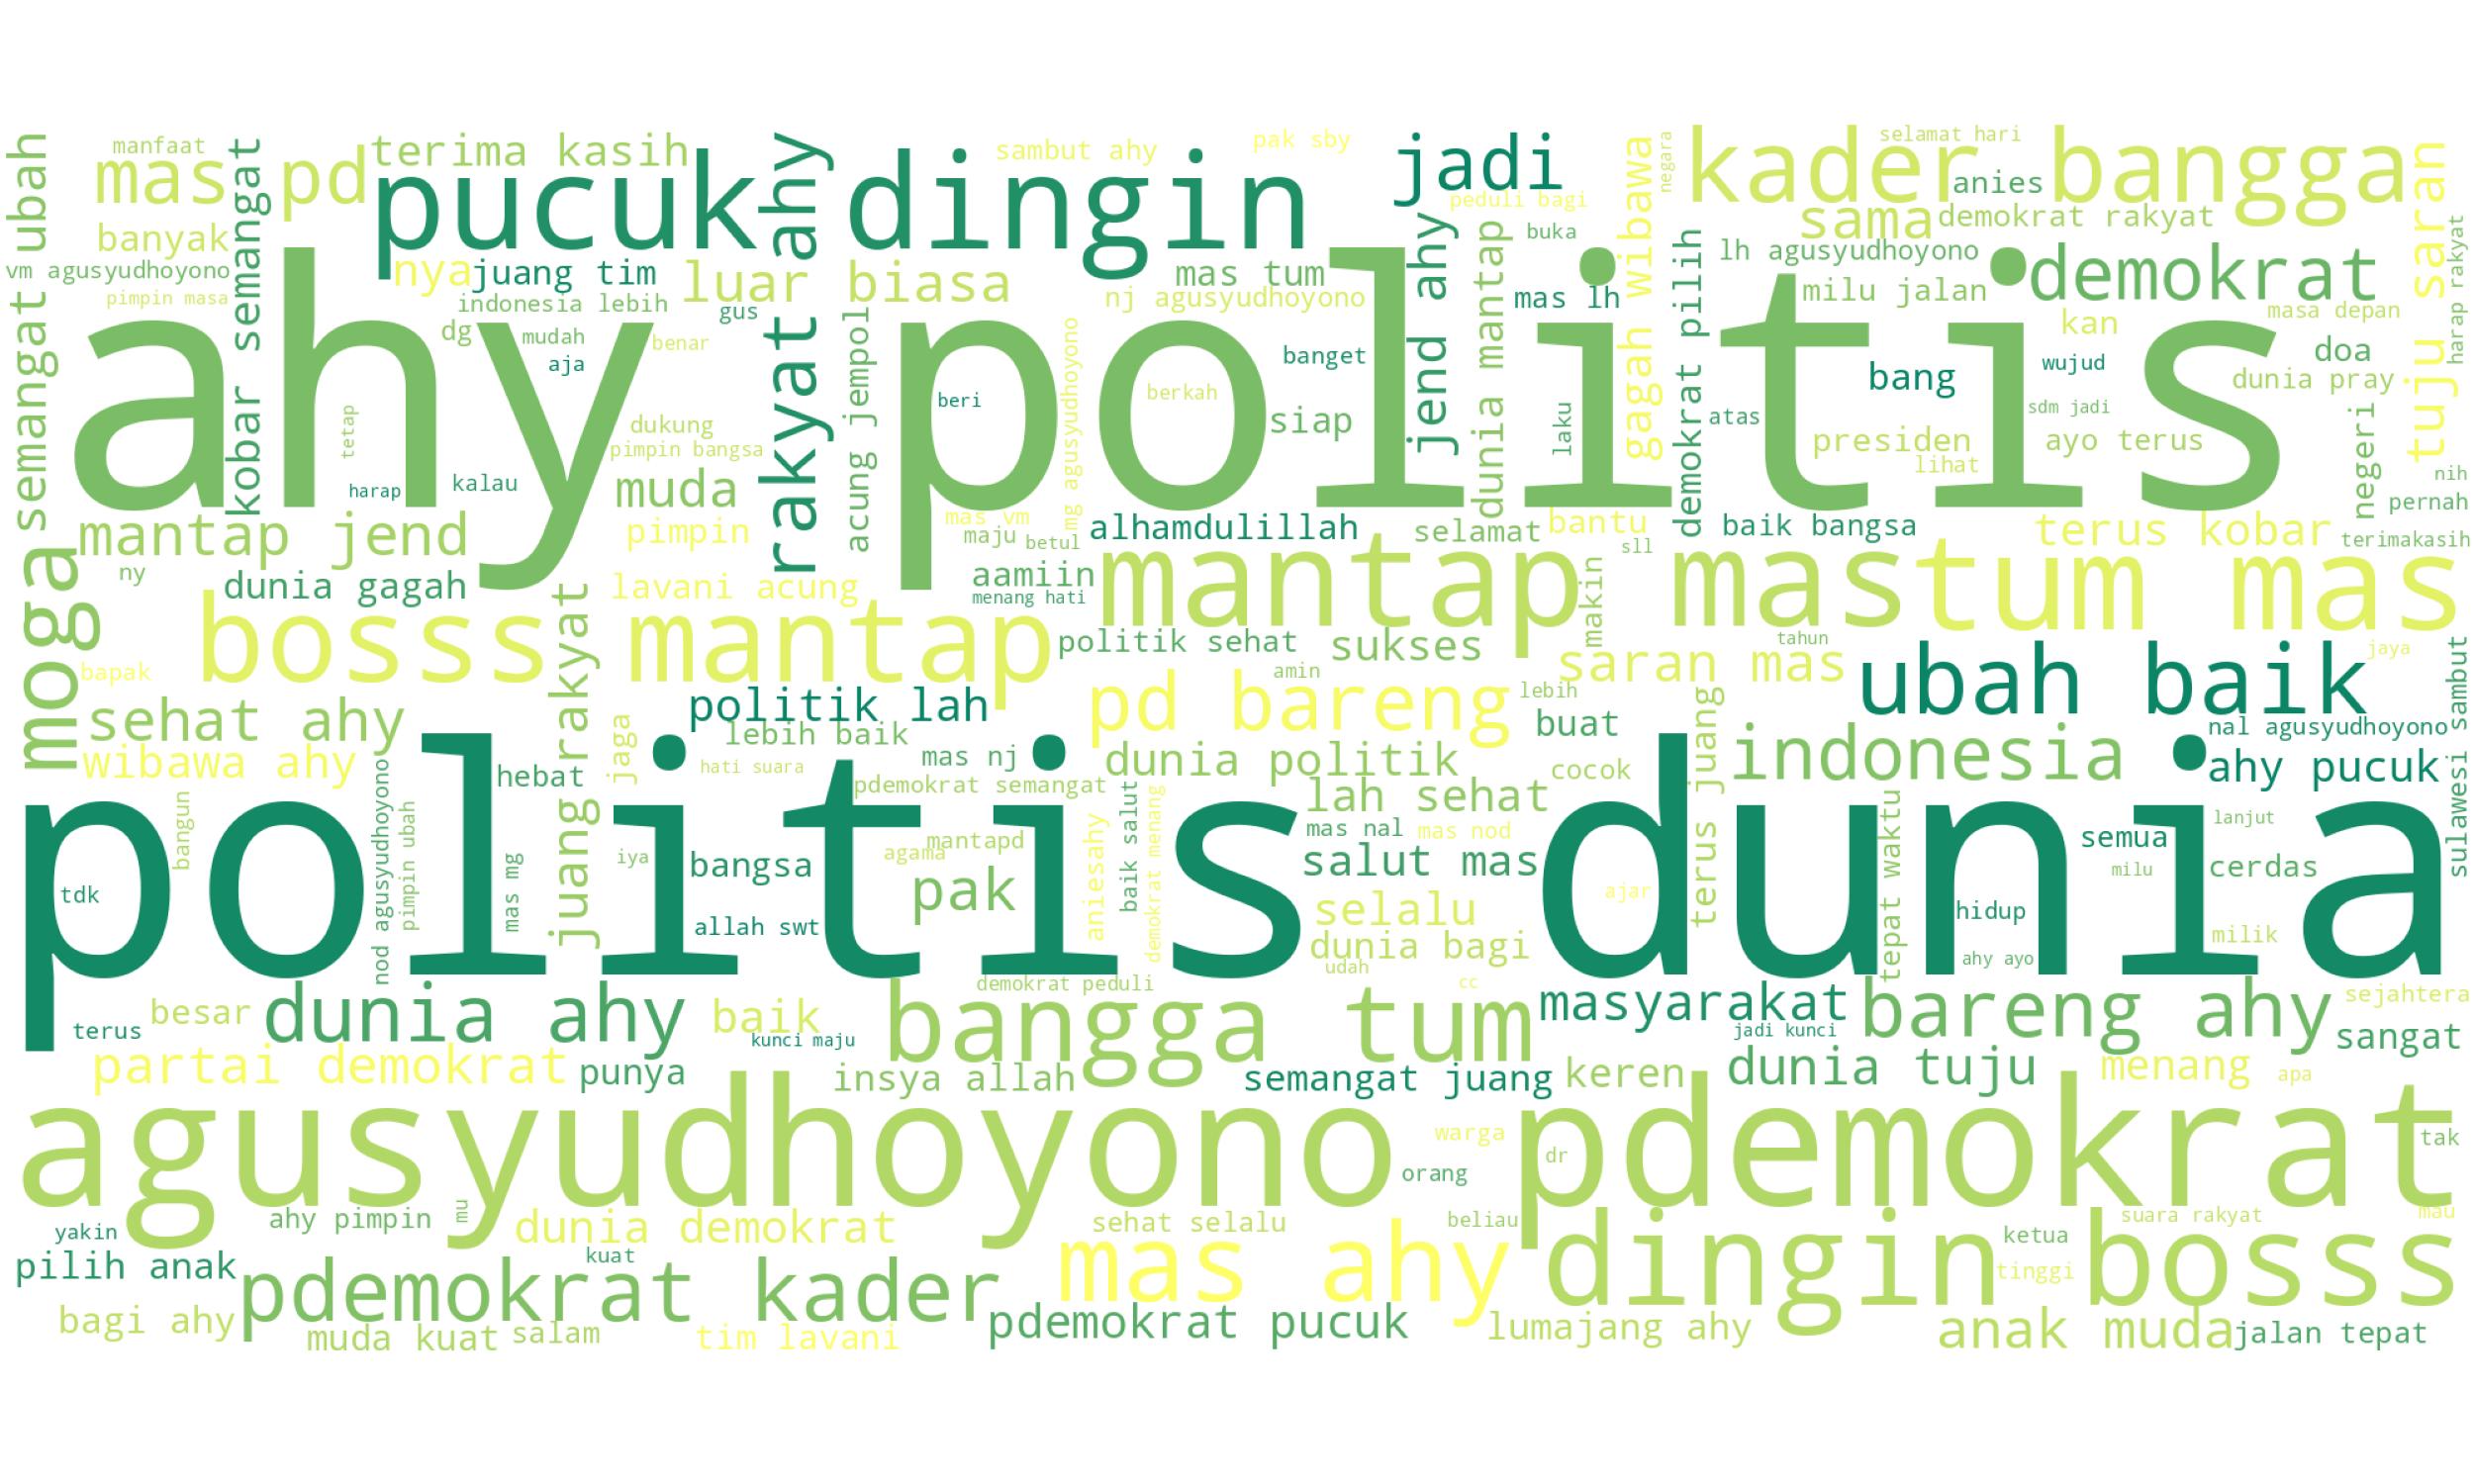 manfaat
mas pd
terima kasih
pucuk dingin
sambut ahy
pak sby
jadi
kader banggan
selamat hari
anies
sama
demokrat rakyat
peduli bagi
negara
gagah wibawa
tuju saran
harap rakyat
semangat ubah
kobar semangat
banyak
vm agusyudhoyono
pimpin masa
nya
juang tim
indonesia lebih
luar biasa
gus
rakyat ahy
mas tum
nj agusyudhoyono
jend ahy
dunia mantap
buka
mas lh
demokrat pilih
lh agusyudhoyono
milu jalan
demokrat
masa depan
kan
doa
dunia pray
ahy politis
dg
mudah
aja
benar
tetap
harap
kalau
dukung
pimpin bangsa
muda
pimpin
acung jempol
beri
mg agusyudhoyono
berkah
banget
siap
laku
atas
bang
wujud
sdm jadi
presiden
ayo terus
lihat
negeri
nih
pernah
terimakasih
mantap jend
ny
dunia gagah
moga
bapak
mas vm
maju
betul
alhamdulillah
selamat
bantu
sll
baik bangsa
terus kobar
aamiin
menang hati
lavani acung
bosss mantap
mantap mas
tum mas
makin
politik sehat
sukses
tahun
jaya
saran mas
ubah baik
sulawesi sambut
juang rakyat
sehat ahy
wibawa ahy
politik lah
lebih baik
jaga
hati suara
mas nj
pd bareng
amin
lebih
buat
dunia politik
cocok
terus juang
indonesia
nal agusyudhoyono
ahy pucuk
hebat
pdemokrat semangat
lah sehat
politis dunia
tdk
bangun
nod agusyudhoyono
pimpin ubah
mas mg
iya
bangsa
allah swt
agama
mantapd
pak
aniesahy
baik salut
demokrat menang
mas nal
mas nod
salut mas
selalu
dunia bagi
udah
ajar
tepat waktu
semua
milu
lanjut
cerdas
hidup
milik
ahy ayo
demokrat peduli
cc
besar
terus
dunia ahy
baik
kunci maju
bangga tum
masyarakat
jadi kunci
bareng ahy
sejahtera
sangat
partai demokrat
punya
insya allah
semangat juang
keren
dunia tuju
menang
apa
agusyudhoyono pdemokrat
warga
orang
dr
tak
yakin
ahy pimpin
mu
dunia demokrat
sehat selalu
beliau
suara rakyat
mau
pilih anak
kuat
pdemokrat kader
mas ahy
dingin bosss
ketua
tinggi
bagi ahy
muda kuat
salam
tim lavani
pdemokrat pucuk
lumajang ahy
anak muda
jalan tepat